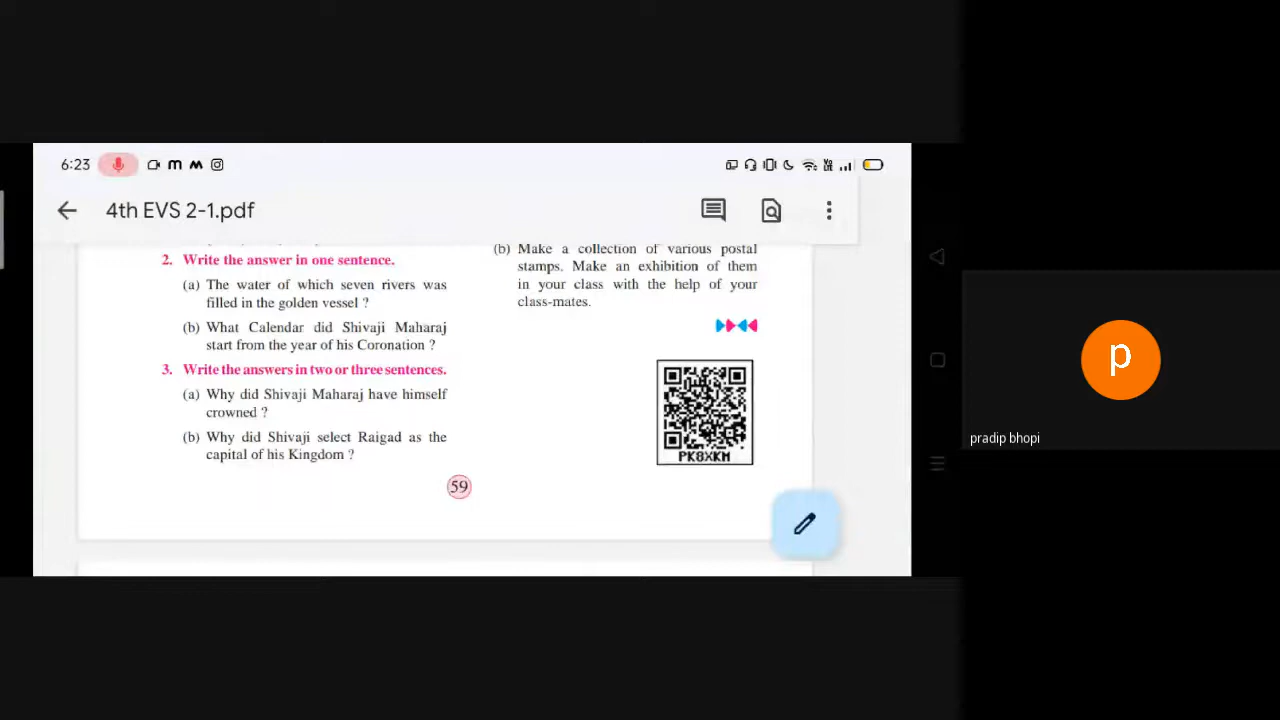 6:23
4th EVS 2-1.pdf
2. Write the answer in one sentence.
(a) The water of which seven rivers was
filled in the golden vessel ?
(b) What Calendar did Shivaji Maharaj
start from the year of his Coronation ?
3. Write the answers in two or three sentences.
(a) Why did Shivaji Maharaj have himself
crowned ?
(b) Why did Shivaji select Raigad as the
capital of his Kingdom ?
(b) Make a collection of various postal
stamps. Make an exhibition of them
in your class with the help of your
class-mates.
PK8XKM
59
p
pradip bhopi